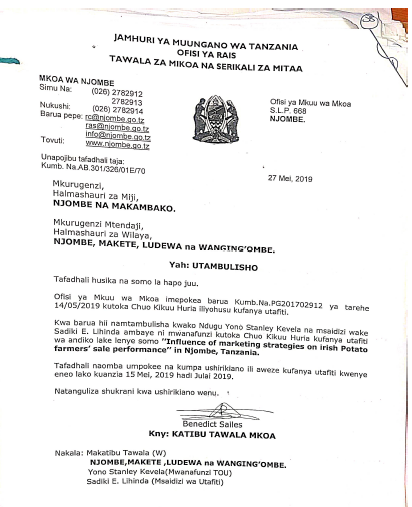 JAMHURI YA MUUNGANO WA TANZANIA
OFISI YA RAIS
TAWALA ZA MIKOA NA SERIKALI ZA MITAA
MKOA WA NJOMBE
Simu Na: (026) 2782912
2782913
Nukushi: (026) 2782914
Barua pepe: rc@njombe.go.tz
ras@njombe.go.tz
info@njombe.go.tz
Tovuti: www.njombe.go.tz
Ofisi ya Mkuu wa Mkoa
S.L.P. 668
NJOMBE.
Unapojibu tafadhali taja:
Kumb. Na.AB.301/326/01E/70
27 Mei, 2019
Mkurugenzi,
Halmashauri za Miji,
NJOMBE NA MAKAMBAKO.
Mkurugenzi Mtendaji,
Halmashauri za Wilaya,
NJOMBE, MAKETE, LUDEWA na WANGING'OMBE.
Yah: UTAMBULISHO
Tafadhali husika na somo la hapo juu.
Ofisi ya Mkuu wa Mkoa imepokea barua Kumb.Na.PG201702912 ya tarehe
14/05/2019 kutoka Chuo Kikuu Huria iliyohusu kufanya utafiti.
Kwa barua hii namtambulisha kwako Ndugu Yono Stanley Kevela na msaidizi wake
Sadiki E. Lihinda ambaye ni mwanafunzi kutoka Chuo Kikuu Huria kufanya utafiti
wa andiko lake lenye somo "Influence of marketing strategies on irish Potato
farmers' sale performance" in Njombe, Tanzania.
Tafadhali naomba umpokee na kumpa ushirikiano ili aweze kufanya utafiti kwenye
eneo lako kuanzia 15 Mei, 2019 hadi Julai 2019.
Natanguliza shukrani kwa ushirikiano wenu.
Benedict Sailes
Kny: KATIBU TAWALA MKOA
Nakala: Makatibu Tawala (W)
NJOMBE,MAKETE ,LUDEWA na WANGING'OMBE.
Yono Stanley Kevela(Mwanafunzi TOU)
Sadiki E. Lihinda (Msaidizi wa Utafiti)